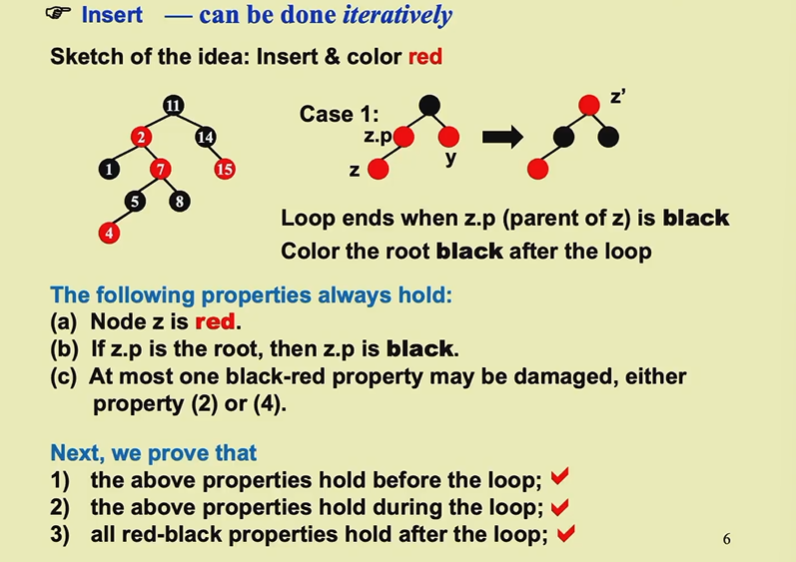 ☞ Insert — can be done iteratively
Sketch of the idea: Insert & color red
11
2
14
1
7
15
5
8
4
Case 1:
z.p
z
y
z'
Loop ends when z.p (parent of z) is black
Color the root black after the loop
The following properties always hold:
(a) Node z is red.
(b) If z.p is the root, then z.p is black.
(c) At most one black-red property may be damaged, either
property (2) or (4).
Next, we prove that
1) the above properties hold before the loop;
2) the above properties hold during the loop;
3) all red-black properties hold after the loop;
6